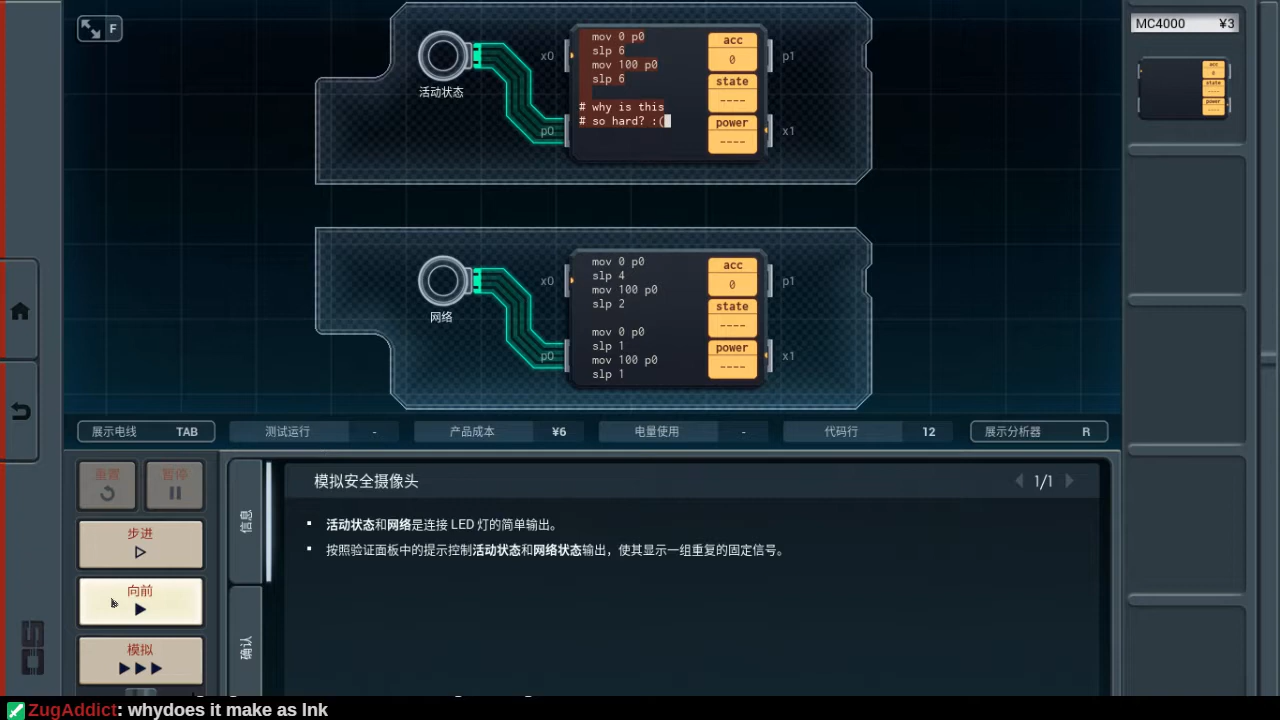 F
MC4000 ¥3
acc
0
state
power
mov 0 p0
slp 6
mov 100 p0
slp 6
# why is this
# so hard? :(
acc
0
state
----
power
----
x0
p0
p1
x1
活动状态
mov 0 p0
slp 4
mov 100 p0
slp 2
mov 0 p0
slp 1
mov 100 p0
slp 1
acc
0
state
----
power
----
x0
p0
p1
x1
网络
展示电线 TAB
测试运行 -
产品成本 ¥6
电量使用 -
代码行 12
展示分析器 R
重置
暂停
步进
向前
模拟
信息
确认
模拟安全摄像头
1/1
活动状态和网络是连接 LED 灯的简单输出。
按照验证面板中的提示控制活动状态和网络状态输出，使其显示一组重复的固定信号。
ZugAddict: whydoes it make as lnk